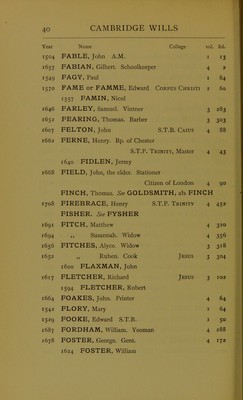 40 CAMBRIDGE WILLS
Year Name College vol. fol.
1504 FABLE, John A.M. 1 13
1637 FABIAN, Gilbert. Schoolkeeper 4 2
1549 FAGY, Paul 1 84
1570 FAME or FAMME, Edward CORPUS CHRISTI 2 60
1557 FAMIN, Nicol
1646 FARLEY, Samuel. Vintner 3 283
1652 FEARING, Thomas. Barber 3 303
1607 FELTON, John S.T.B. CAIUS 4 88
1662 FERNE, Henry. Bp. of Chester
S.T.P. TRINITY, Master 4 43
1640 FIDLEN, Jermy
1668 FIELD, John, the elder. Stationer
Citizen of London 4 90
FINCH, Thomas. See GOLDSMITH, als FINCH
1708 FIREBRACE, Henry S.T.P. TRINITY 4 452
FISHER. See FYSHER
1691 FITCH, Matthew 4 320
1694 „ Susannah. Widow 4 356
1656 FITCHES, Alyce. Widow 3 318
1652 „ Ruben. Cook JESUS 3 304
1600 FLAXMAN, John
1617 FLETCHER, Richard JESUS 3 102
1594 FLETCHER, Robert
1664 FOAKES, John. Printer 4 64
1542 FLORY, Mary 1 64
1529 FOOKE, Edward S.T.B. 1 50
1687 FORDHAM, William. Yeoman 4 288
1678 FOSTER, George. Gent. 4 172
1624 FOSTER, William